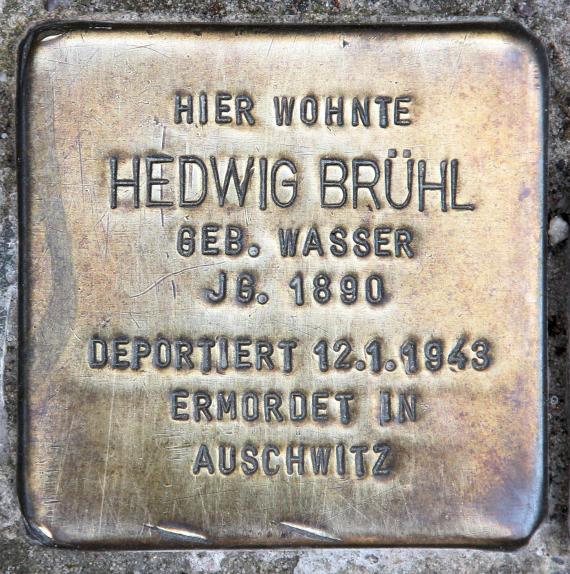 HIER WOHNTE
HEDWIG BRÜHL
GEB. WASSER
JG. 1890
DEPORTIERT 12.1.1943
ERMORDET IN
AUSCHWITZ